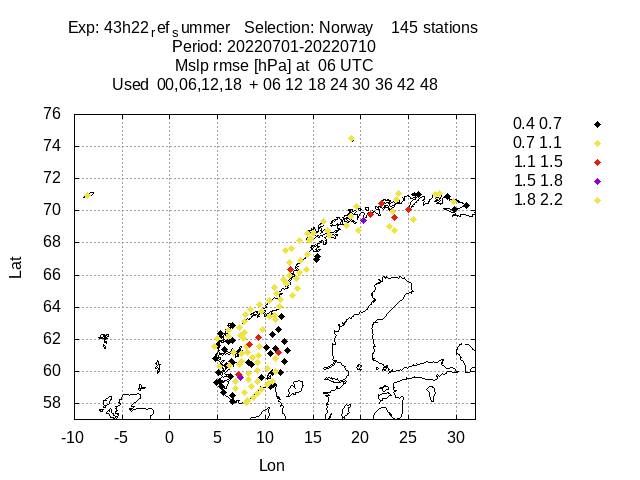 Exp: 43h22refsummer Selection: Norway 145 stations
Period: 20220701-20220710
Mslp rmse [hPa] at 06 UTC
Used 00,06,12,18 + 06 12 18 24 30 36 42 48
76
74
72
70
68
66
64
62
60
58
Lat
-10 -5 0 5 10 15 20 25 30
Lon
0.4 0.7
0.7 1.1
1.1 1.5
1.5 1.8
1.8 2.2